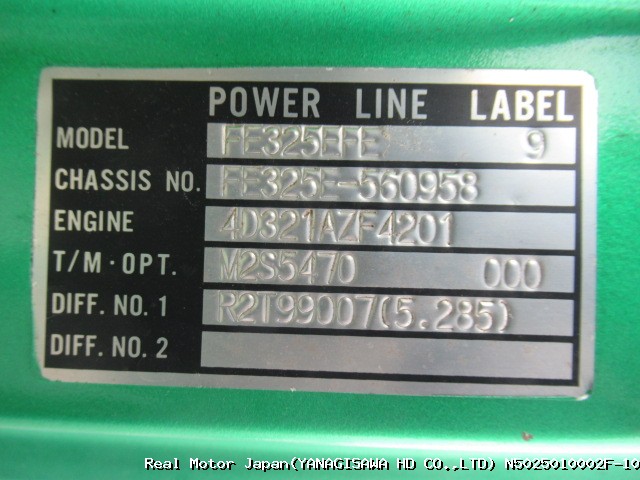 POWER LINE LABEL
MODEL FE325EFE 9
CHASSIS NO. FE325E-560958
ENGINE 4D321AZF4201
T/M·OPT. M2S5470 000
DIFF. NO. 1 R2T99007(5.285)
DIFF. NO. 2
Real Motor Japan(YANAGISAWA HD CO.,LTD) N5025010002F-10